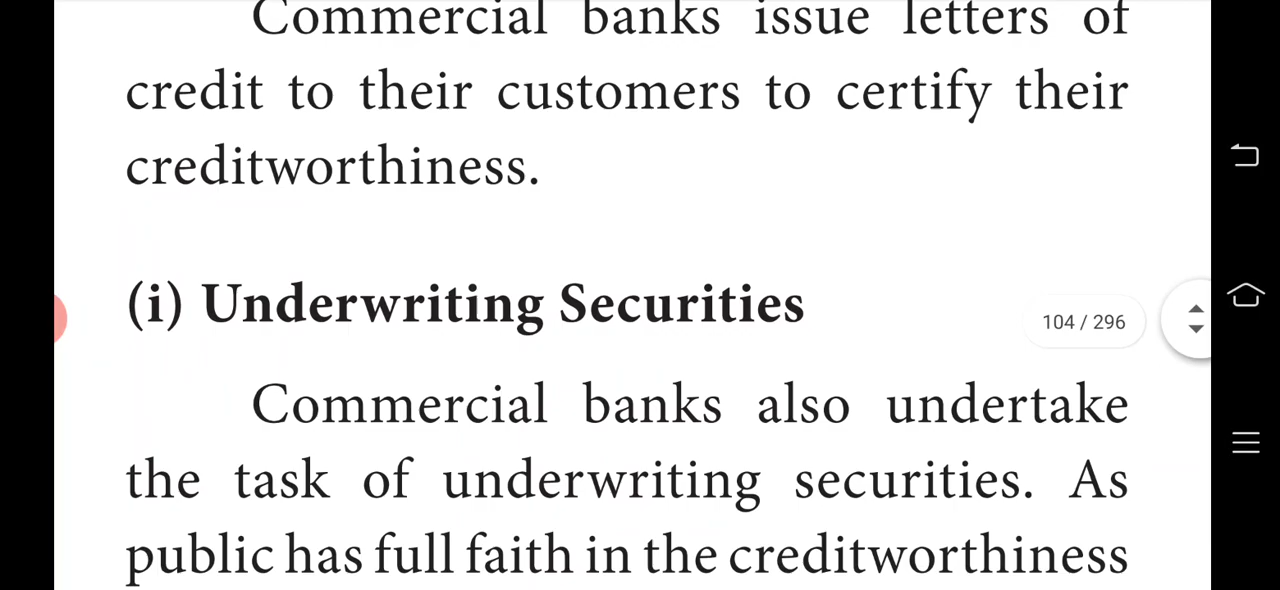 Commercial banks issue letters of
credit to their customers to certify their
creditworthiness.
(i) Underwriting Securities
104 / 296
Commercial banks also undertake
the task of underwriting securities. As
public has full faith in the creditworthiness